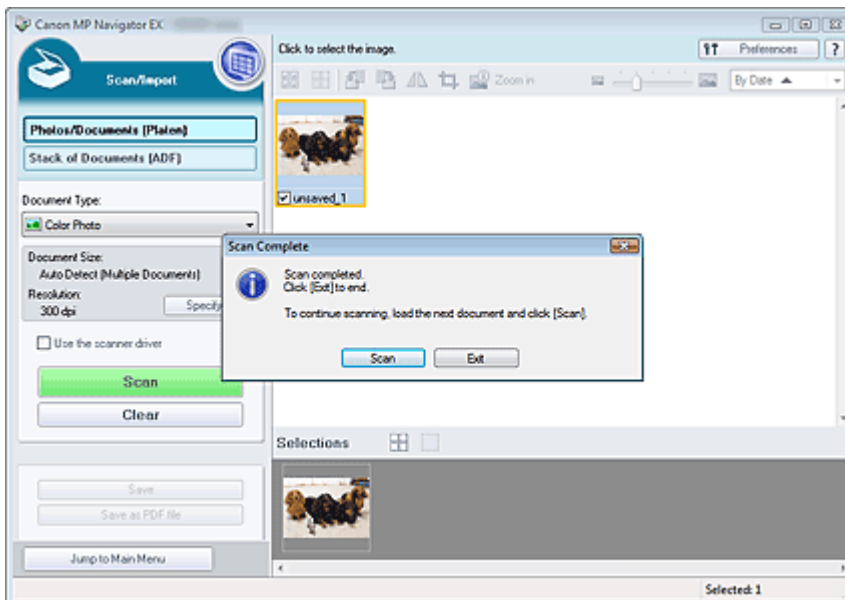 Canon MP Navigator EX
Scan/Import
Click to select the image.
Preferences
?
Zoom in
By Date
Photos/Documents (Platen)
Stack of Documents (ADF)
unsaved_1
Document Type:
Color Photo
Document Size:
Auto Detect (Multiple Documents)
Resolution:
300 dpi
Specify
Use the scanner driver
Scan
Clear
Scan Complete
Scan completed.
Click [Exit] to end.
To continue scanning, load the next document and click [Scan].
Scan
Exit
Selections
Save
Save as PDF file
Jump to Main Menu
Selected: 1